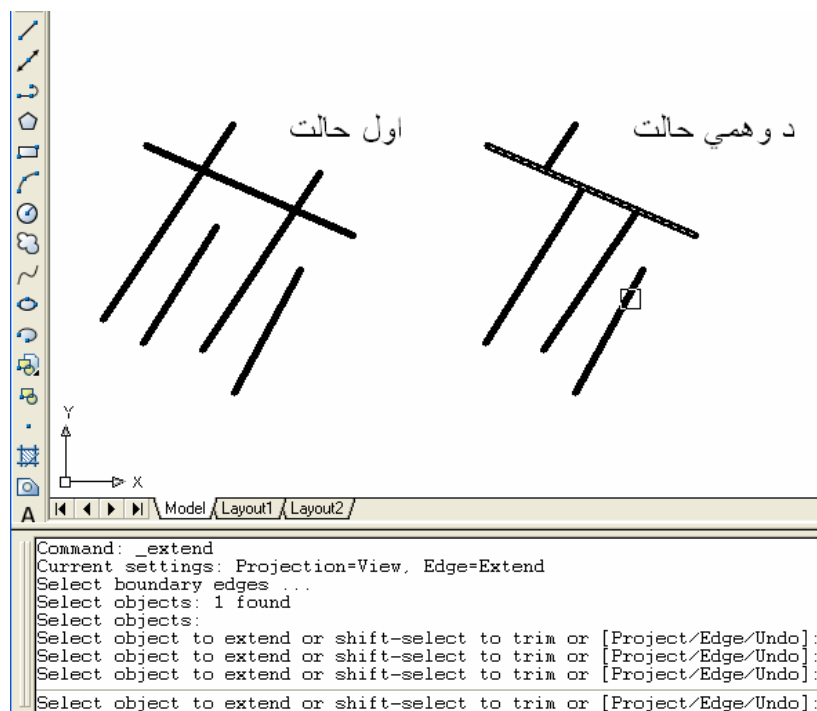 اول حالت
د وهمي حالت
Y
X
A
Model Layout1 Layout2
Command: _extend
Current settings: Projection=View, Edge=Extend
Select boundary edges ...
Select objects: 1 found
Select objects:
Select object to extend or shift-select to trim or [Project/Edge/Undo]:
Select object to extend or shift-select to trim or [Project/Edge/Undo]:
Select object to extend or shift-select to trim or [Project/Edge/Undo]:
Select object to extend or shift-select to trim or [Project/Edge/Undo]: